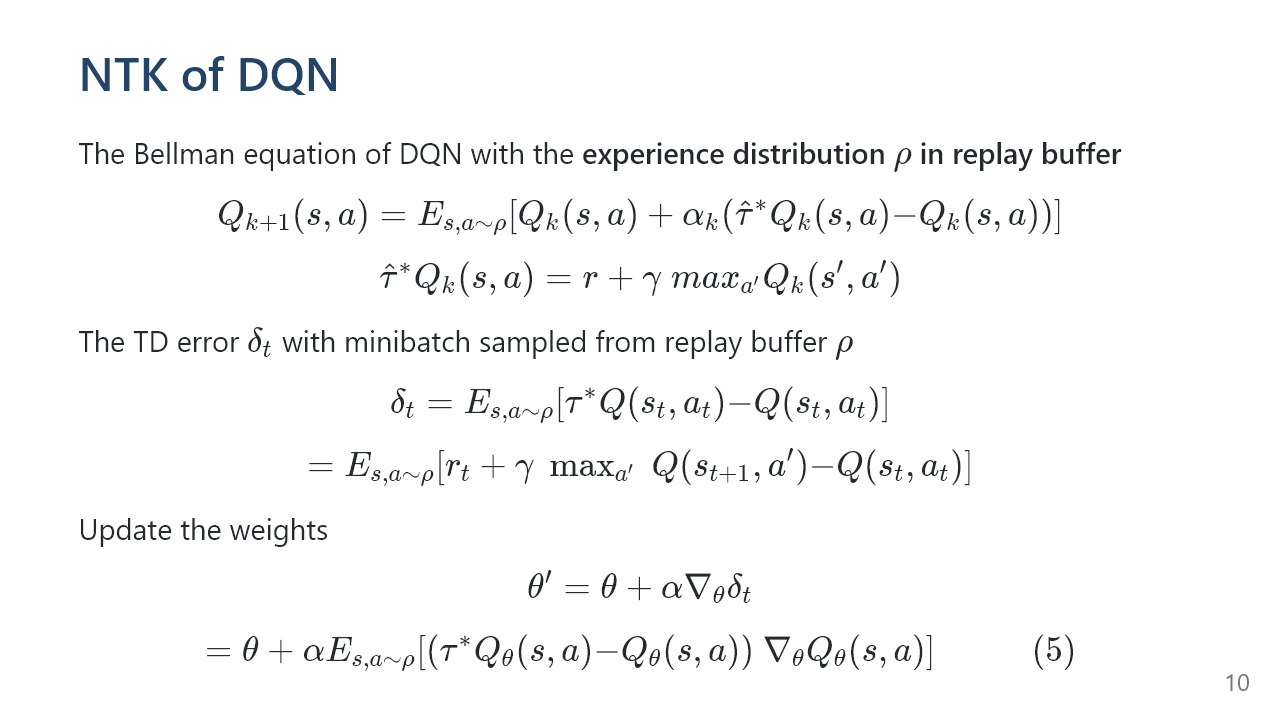 NTK of DQN
The Bellman equation of DQN with the experience distribution ρ in replay buffer
Q_{k+1}(s, a) = E_{s,a∼ρ}[Q_k(s, a) + α_k(τ̂*Q_k(s, a)−Q_k(s, a))]
τ̂*Q_k(s, a) = r + γ max_{a′}Q_k(s′, a′)
The TD error δ_t with minibatch sampled from replay buffer ρ
δ_t = E_{s,a∼ρ}[τ*Q(s_t, a_t)−Q(s_t, a_t)]
= E_{s,a∼ρ}[r_t + γ max_{a′} Q(s_{t+1}, a′)−Q(s_t, a_t)]
Update the weights
θ′ = θ + α∇_θδ_t
= θ + αE_{s,a∼ρ}[(τ*Q_θ(s, a)−Q_θ(s, a)) ∇_θQ_θ(s, a)] (5)
10